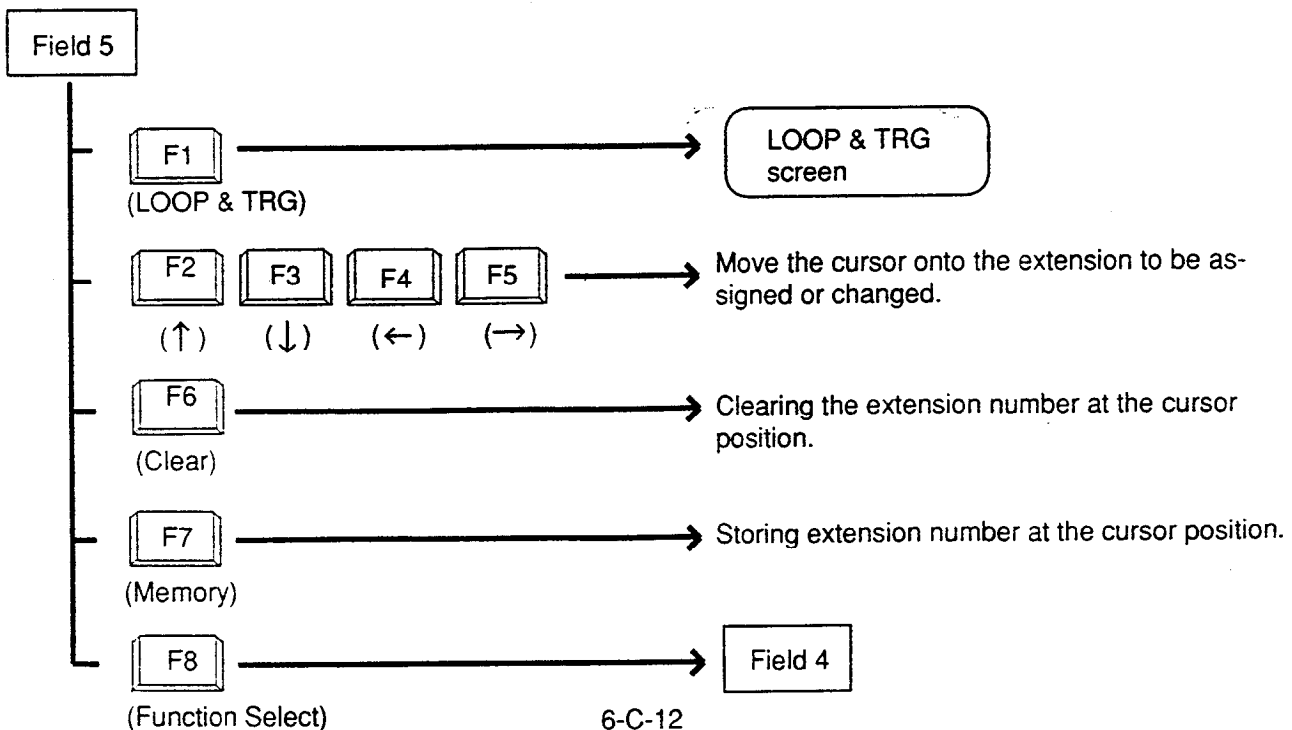 Field 5
F1
LOOP & TRG
screen
(LOOP & TRG)
F2 F3 F4 F5
Move the cursor onto the extension to be as-
signed or changed.
(↑) (↓) (←) (→)
F6
Clearing the extension number at the cursor
position.
(Clear)
F7
Storing extension number at the cursor position.
(Memory)
F8
Field 4
(Function Select)
6-C-12